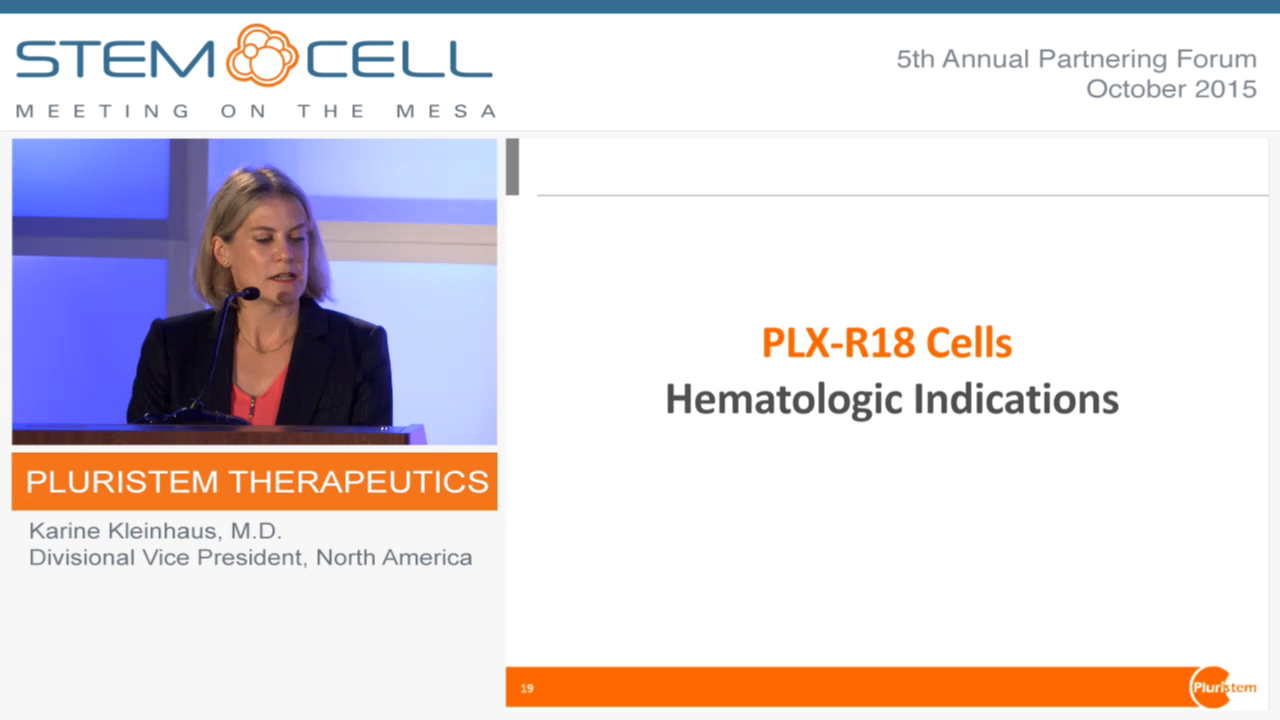 STEM CELL
MEETING ON THE MESA
5th Annual Partnering Forum
October 2015
PLX-R18 Cells
Hematologic Indications
PLURISTEM THERAPEUTICS
Karine Kleinhaus, M.D.
Divisional Vice President, North America
19
Pluristem